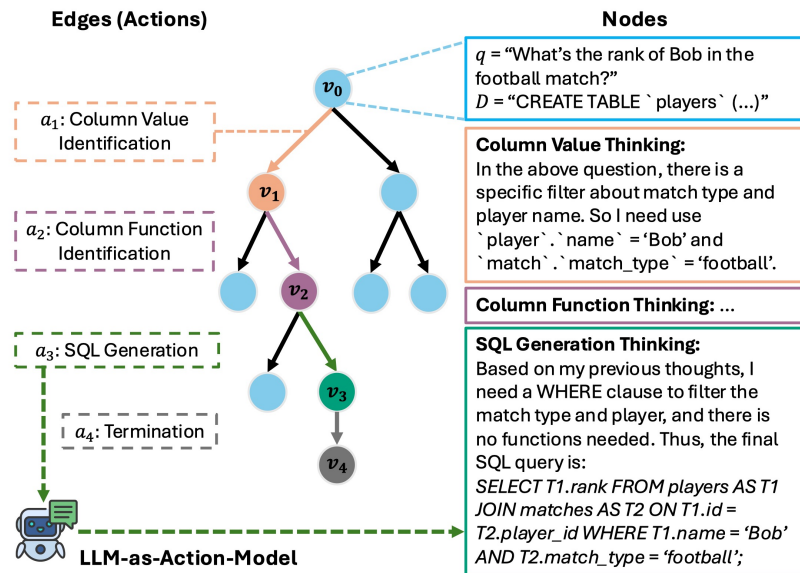 Edges (Actions)
Nodes
v₀
q = “What’s the rank of Bob in the
football match?”
D = “CREATE TABLE `players` (...)”
a₁: Column Value
Identification
v₁
Column Value Thinking:
In the above question, there is a
specific filter about match type and
player name. So I need use
`player`.`name` = ‘Bob’ and
`match`.`match_type` = ‘football’.
a₂: Column Function
Identification
v₂
Column Function Thinking: ...
a₃: SQL Generation
v₃
a₄: Termination
v₄
SQL Generation Thinking:
Based on my previous thoughts, I
need a WHERE clause to filter the
match type and player, and there is
no functions needed. Thus, the final
SQL query is:
SELECT T1.rank FROM players AS T1
JOIN matches AS T2 ON T1.id =
T2.player_id WHERE T1.name = ‘Bob’
AND T2.match_type = ‘football’;
LLM-as-Action-Model